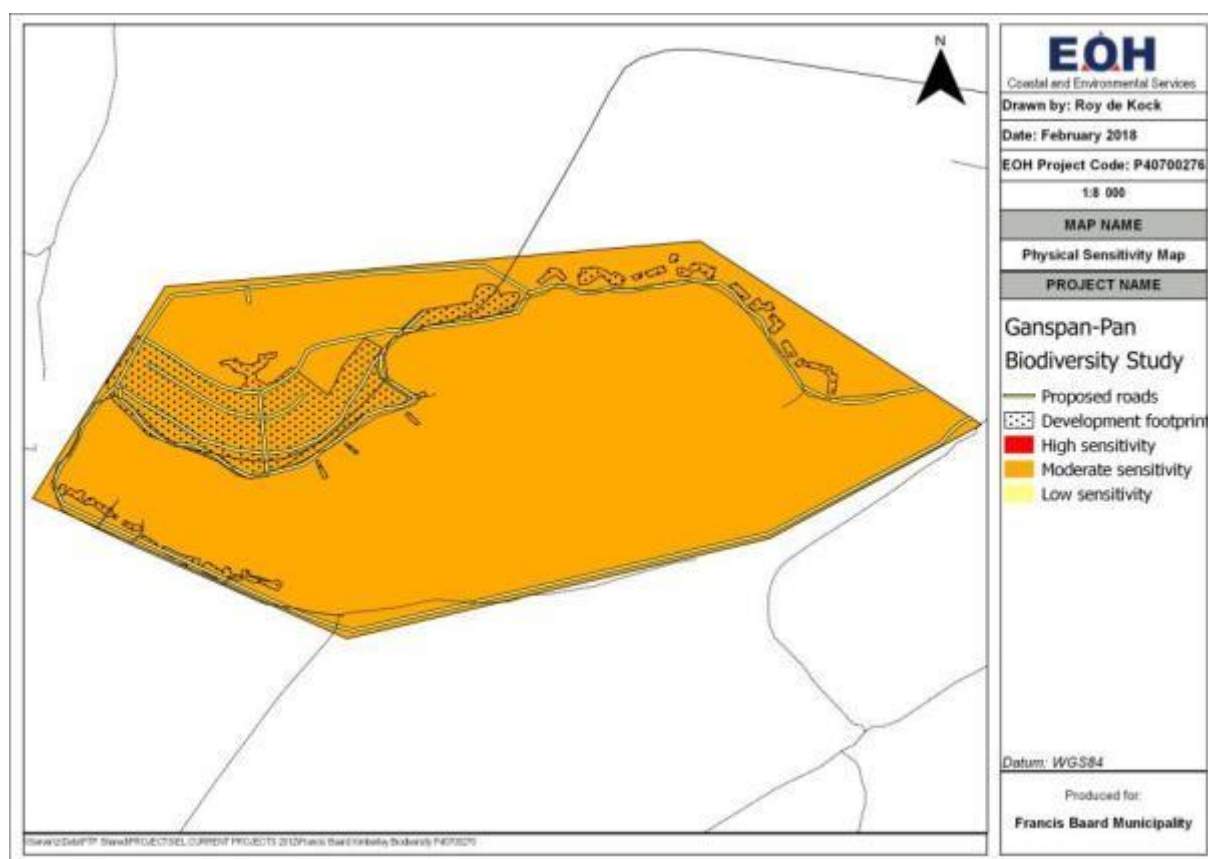 N
EOH
Coastal and Environmental Services
Drawn by: Roy de Kock
Date: February 2018
EOH Project Code: P40700276
1:8 000
MAP NAME
Physical Sensitivity Map
PROJECT NAME
Ganspan-Pan
Biodiversity Study
Proposed roads
Development footprint
High sensitivity
Moderate sensitivity
Low sensitivity
Datum: WGS84
Produced for:
Francis Baard Municipality